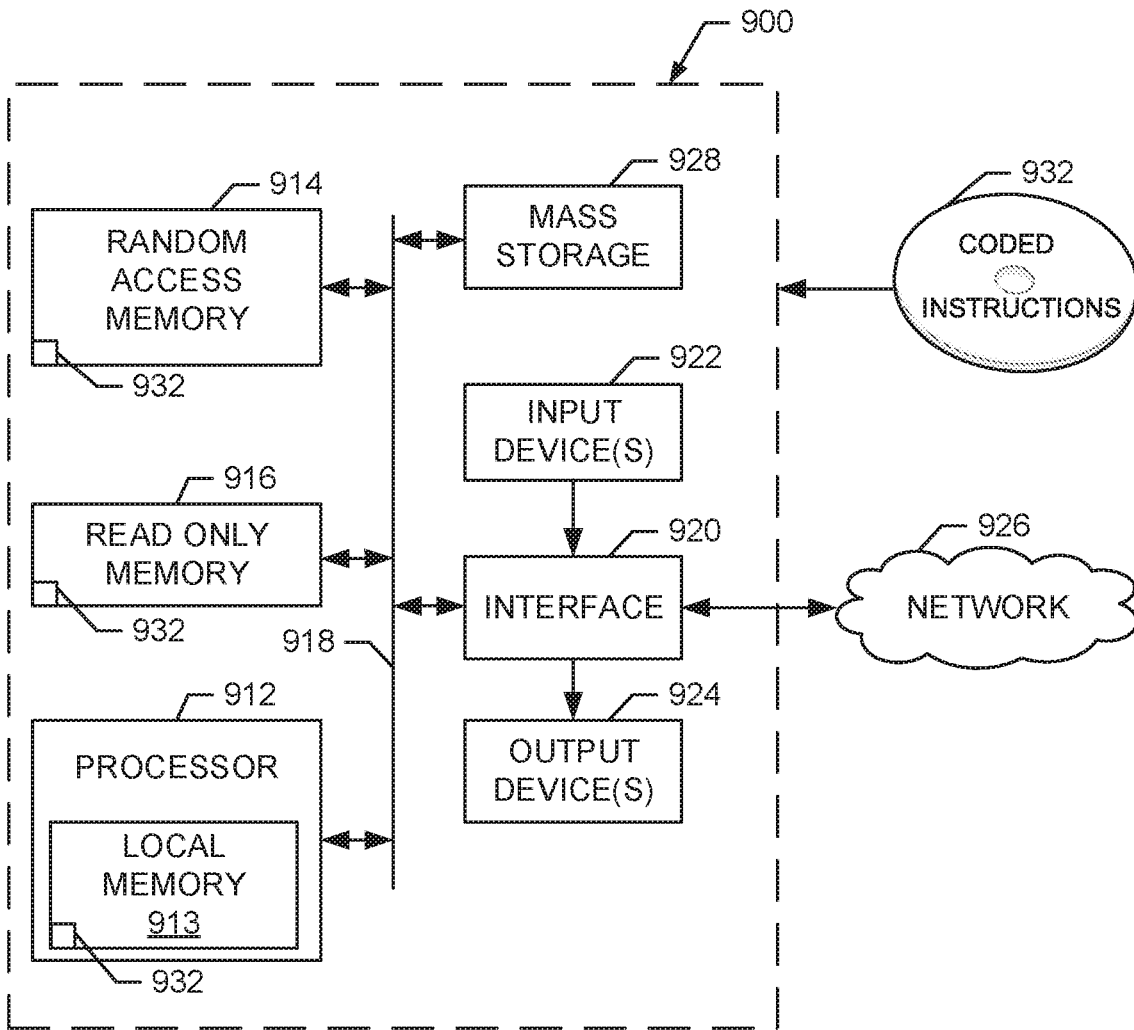 900
914
RANDOM
ACCESS
MEMORY
932
928
MASS
STORAGE
932
CODED
INSTRUCTIONS
922
INPUT
DEVICE(S)
916
READ ONLY
MEMORY
932
920
INTERFACE
926
NETWORK
918
912
PROCESSOR
LOCAL
MEMORY
913
932
924
OUTPUT
DEVICE(S)